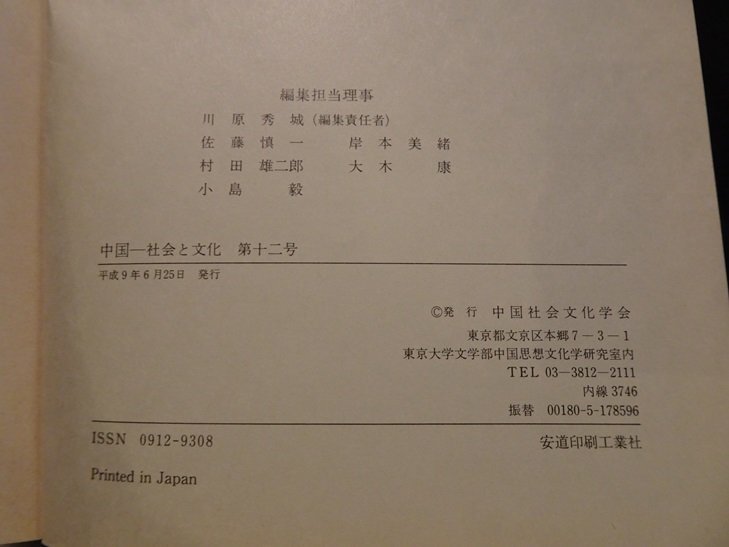 編集担当理事
川原秀城（編集責任者）
佐藤慎一　岸本美緒
村田雄二郎　大木康
小島毅
中国―社会と文化　第十二号
平成9年6月25日　発行
©発行　中国社会文化学会
東京都文京区本郷7－3－1
東京大学文学部中国思想文化学研究室内
TEL 03―3812―2111
内線3746
振替　00180-5-178596
ISSN 0912-9308
安道印刷工業社
Printed in Japan